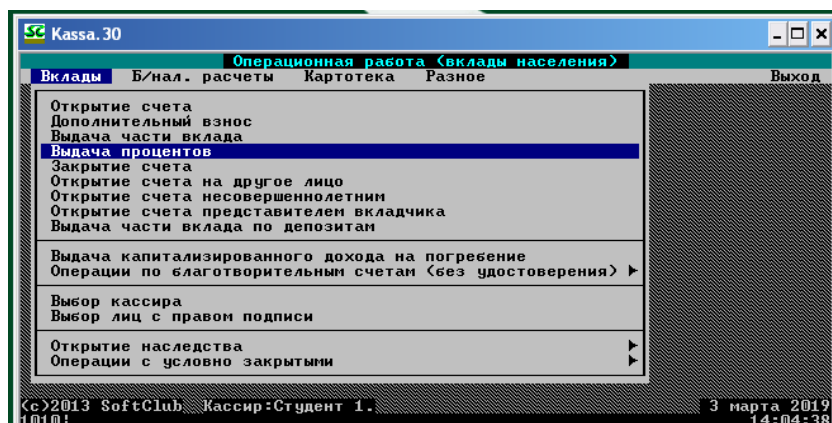 SC Kassa.30
Операционная работа (вклады населения)
Вклады Б/нал. расчеты Картотека Разное Выход
Открытие счета
Дополнительный взнос
Выдача части вклада
Выдача процентов
Закрытие счета
Открытие счета на другое лицо
Открытие счета несовершеннолетним
Открытие счета представителем вкладчика
Выдача части вклада по депозитам
Выдача капитализированного дохода на погребение
Операции по благотворительным счетам (без удостоверения)
Выбор кассира
Выбор лиц с правом подписи
Открытие наследства
Операции с условно закрытыми
(c)2013 SoftClub Кассир:Студент 1. 3 марта 2019
1010! 14:04:38